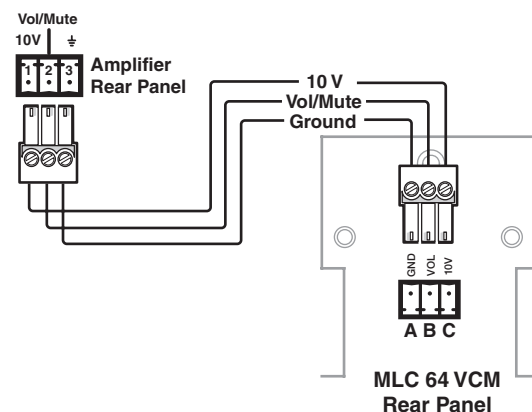 Vol/Mute
10V
1 2 3
Amplifier
Rear Panel
10 V
Vol/Mute
Ground
GND
VOL
10V
A B C
MLC 64 VCM
Rear Panel